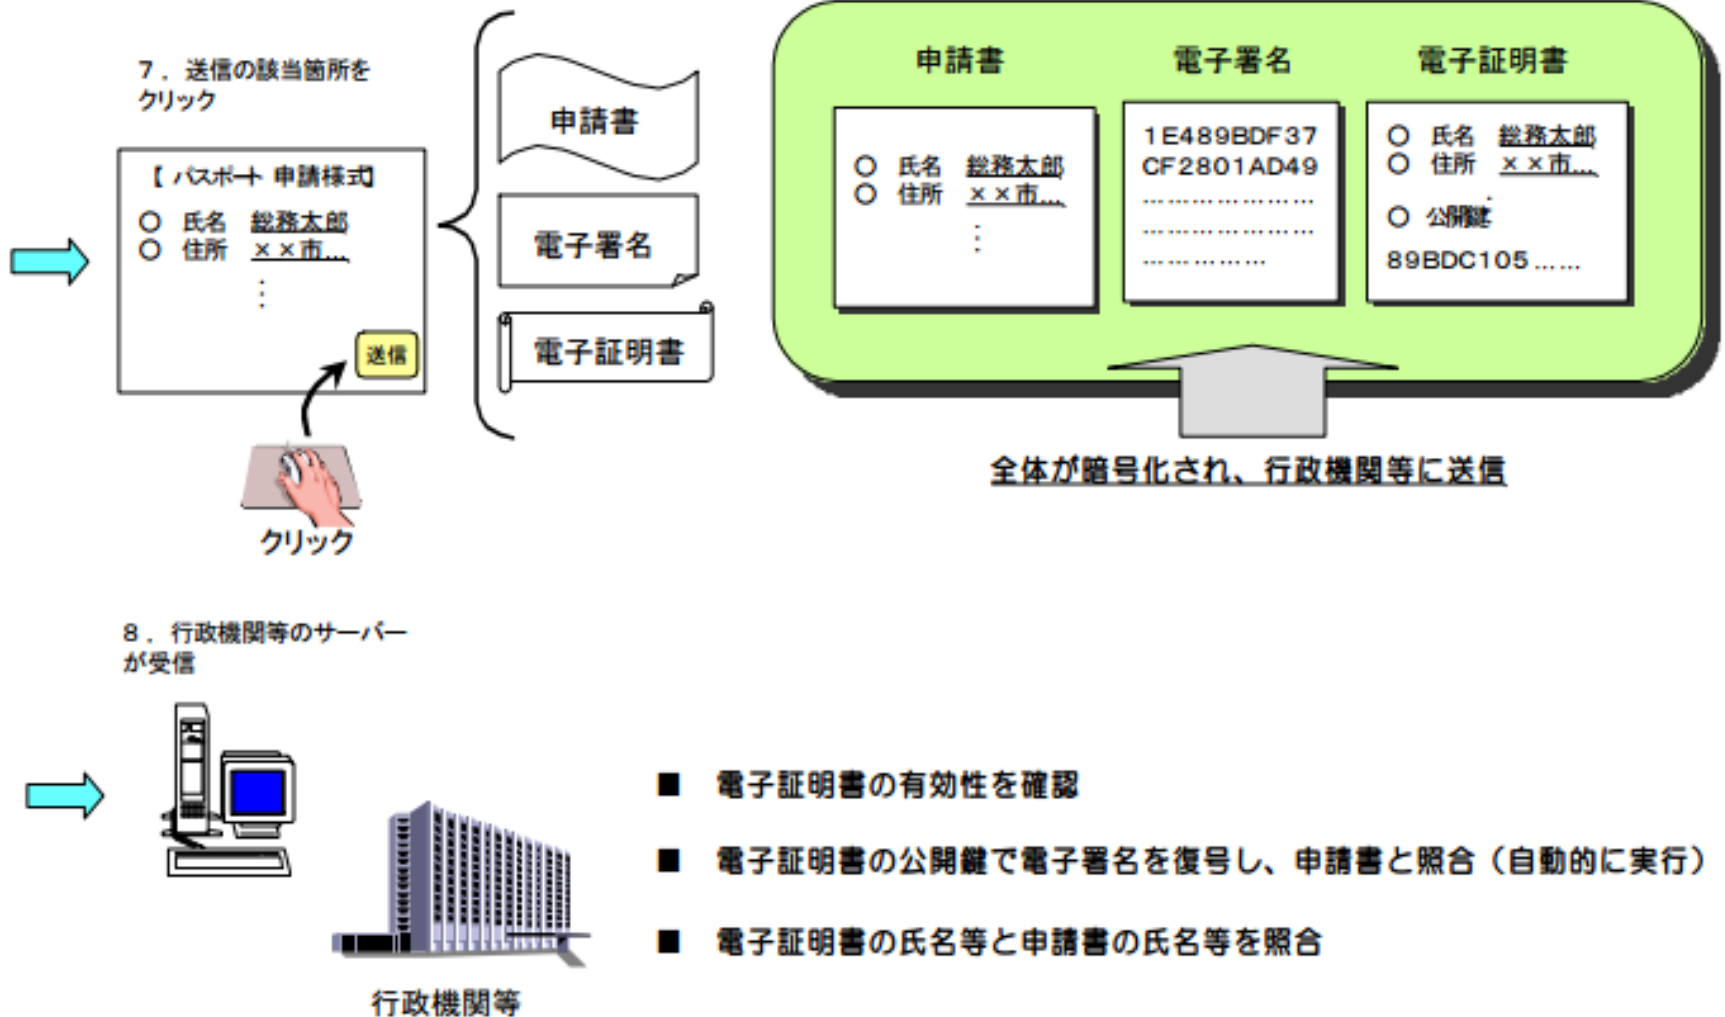 7．送信の該当箇所を
クリック
【パスポート申請様式】
○ 氏名 総務太郎
○ 住所 ××市…
⋮
送信
クリック
申請書
電子署名
電子証明書
申請書
○ 氏名 総務太郎
○ 住所 ××市…
⋮
電子署名
1E489BDF37
CF2801AD49
………………
………………
…………
電子証明書
○ 氏名 総務太郎
○ 住所 ××市…
○ 公開鍵
89BDC105……
全体が暗号化され、行政機関等に送信
8．行政機関等のサーバー
が受信
行政機関等
■ 電子証明書の有効性を確認
■ 電子証明書の公開鍵で電子署名を復号し、申請書と照合（自動的に実行）
■ 電子証明書の氏名等と申請書の氏名等を照合